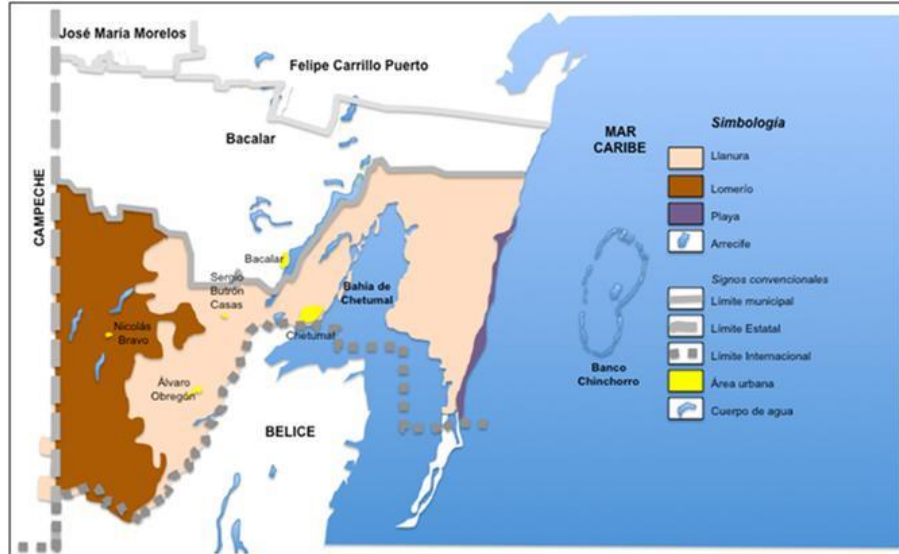 José María Morelos
Felipe Carrillo Puerto
Bacalar
CAMPECHE
MAR
CARIBE
Bacalar
Sergio
Butrón
Casas
Bahía de
Chetumal
Nicolás
Bravo
Chetumal
Álvaro
Obregón
BELICE
Banco
Chinchorro
Simbología
Llanura
Lomerío
Playa
Arrecife
Signos convencionales
Límite municipal
Límite Estatal
Límite Internacional
Área urbana
Cuerpo de agua